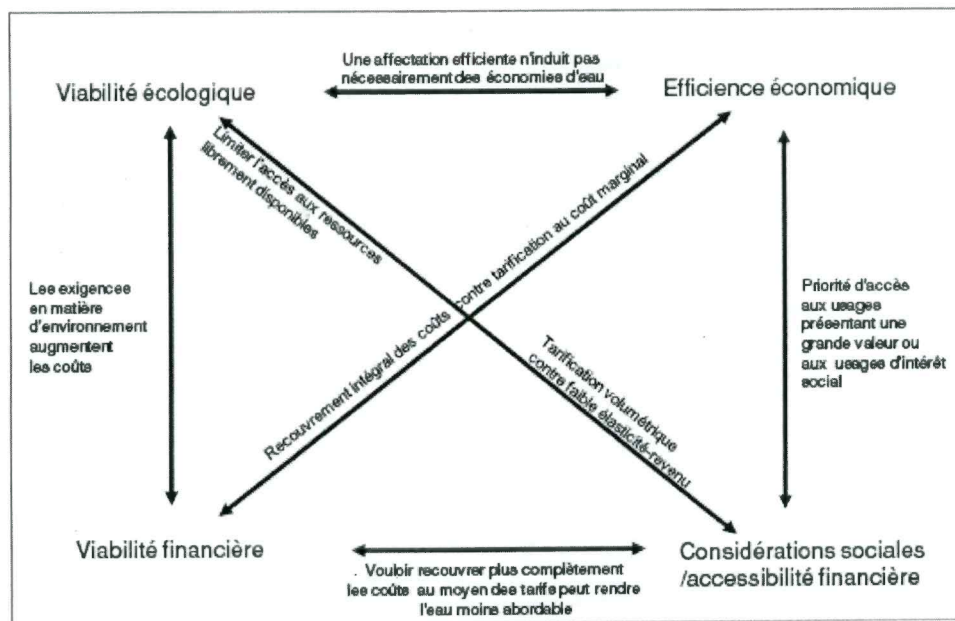 Une affectation efficiente n'induit pas
nécessairement des économies d'eau
Viabilité écologique
Efficience économique
Limiter l'accès aux ressources
librement disponibles
Recouvrement intégral des coûts contre tarification au coût marginal
Les exigences
en matière
d'environnement
augmentent
les coûts
Priorité d'accès
aux usages
présentant une
grande valeur ou
aux usages d'intérêt
social
Tarification volumétrique
contre faible élasticité-revenu
Viabilité financière
Considérations sociales
/accessibilité financière
. Vouloir recouvrer plus complètement
les coûts au moyen des tarifs peut rendre
l'eau moins abordable